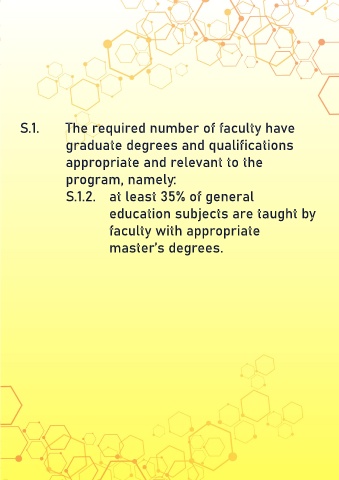 S.1. The required number of faculty have
graduate degrees and qualifications
appropriate and relevant to the
program, namely:
S.1.2. at least 35% of general
education subjects are taught by
faculty with appropriate
master's degrees.